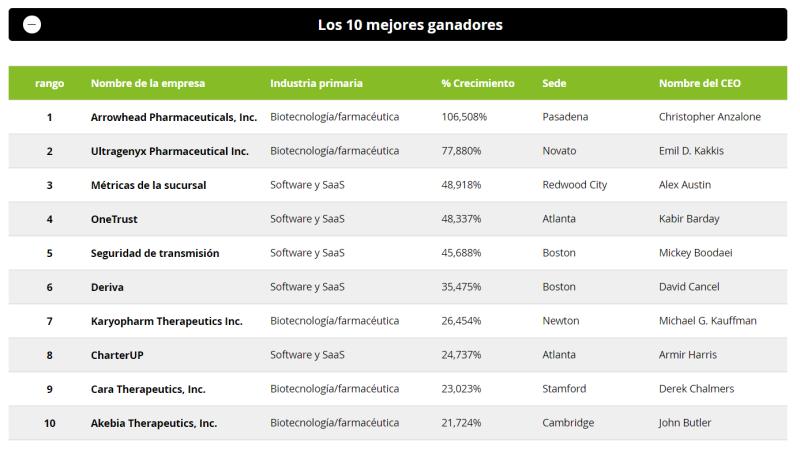 Los 10 mejores ganadores
rango Nombre de la empresa Industria primaria % Crecimiento Sede Nombre del CEO
1 Arrowhead Pharmaceuticals, Inc. Biotecnología/farmacéutica 106,508% Pasadena Christopher Anzalone
2 Ultragenyx Pharmaceutical Inc. Biotecnología/farmacéutica 77,880% Novato Emil D. Kakkis
3 Métricas de la sucursal Software y SaaS 48,918% Redwood City Alex Austin
4 OneTrust Software y SaaS 48,337% Atlanta Kabir Barday
5 Seguridad de transmisión Software y SaaS 45,688% Boston Mickey Boodaei
6 Deriva Software y SaaS 35,475% Boston David Cancel
7 Karyopharm Therapeutics Inc. Biotecnología/farmacéutica 26,454% Newton Michael G. Kauffman
8 CharterUP Software y SaaS 24,737% Atlanta Armir Harris
9 Cara Therapeutics, Inc. Biotecnología/farmacéutica 23,023% Stamford Derek Chalmers
10 Akebia Therapeutics, Inc. Biotecnología/farmacéutica 21,724% Cambridge John Butler